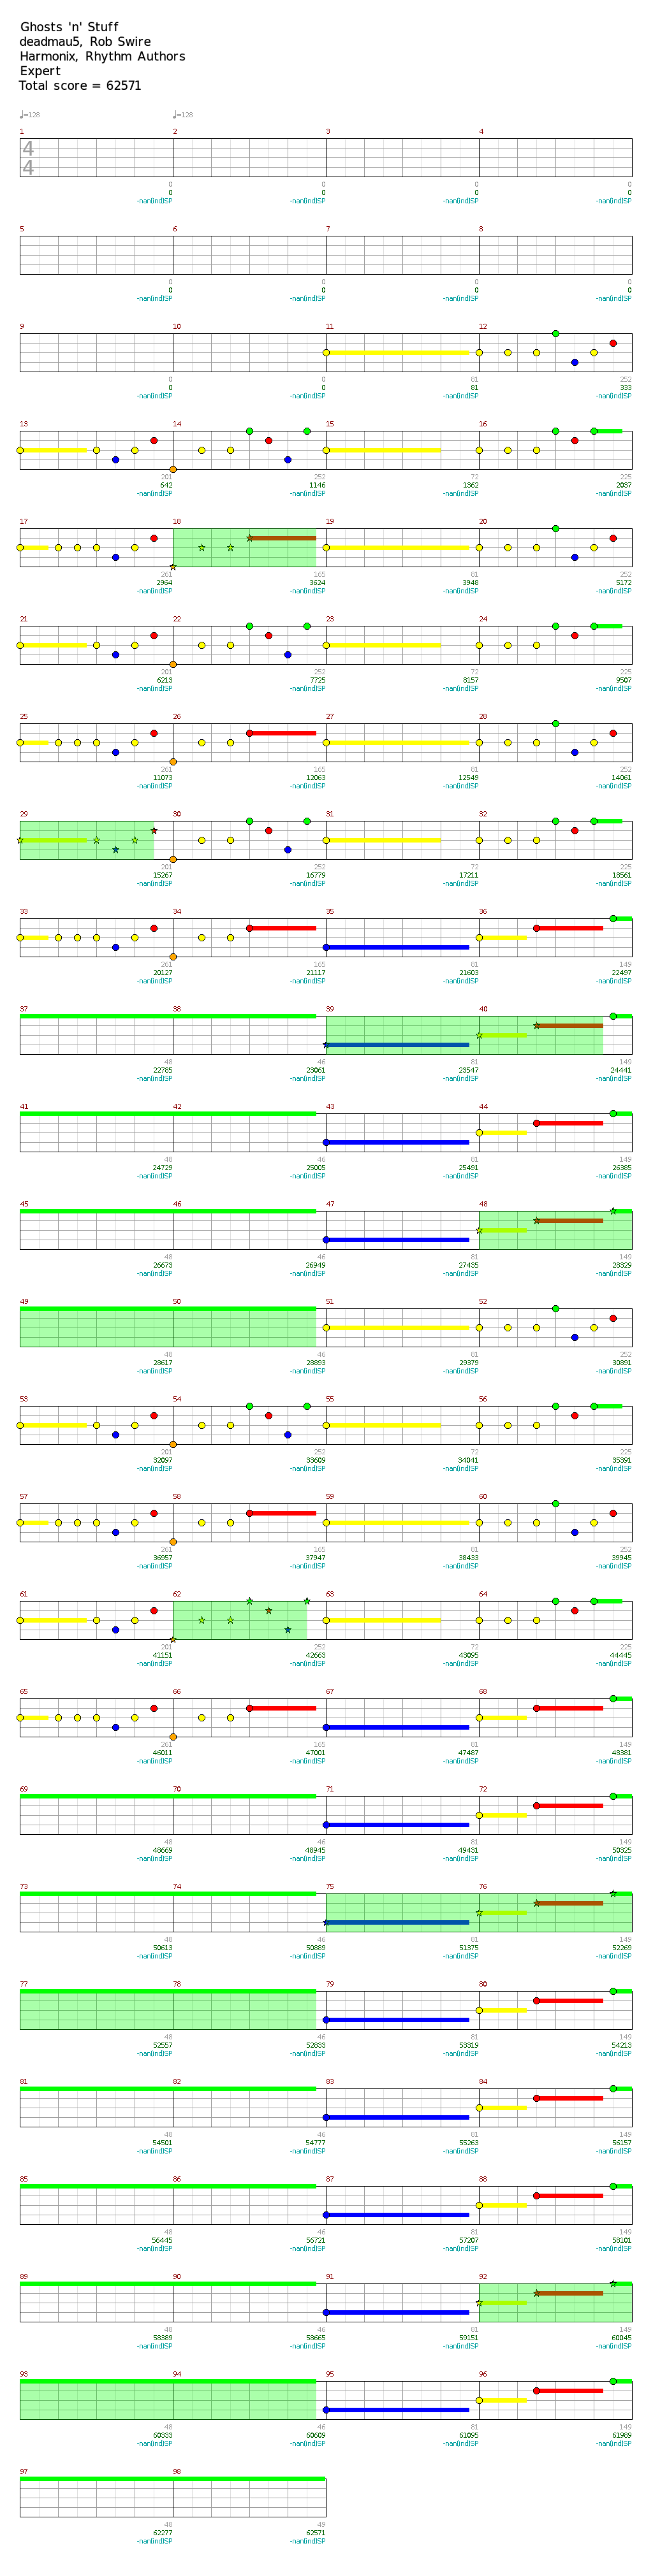 Ghosts 'n' Stuff
deadmau5, Rob Swire
Harmonix, Rhythm Authors
Expert
Total score = 62571
♩=128 ♩=128
1 2 3 4
4
4
0 0 0 0
0 0 0 0
-nan(ind)SP -nan(ind)SP -nan(ind)SP -nan(ind)SP
5 6 7 8
0 0 0 0
0 0 0 0
-nan(ind)SP -nan(ind)SP -nan(ind)SP -nan(ind)SP
9 10 11 12
0 0 81 252
0 0 81 333
-nan(ind)SP -nan(ind)SP -nan(ind)SP -nan(ind)SP
13 14 15 16
201 252 72 225
642 1146 1362 2037
-nan(ind)SP -nan(ind)SP -nan(ind)SP -nan(ind)SP
17 18 19 20
261 165 81 252
2964 3624 3948 5172
-nan(ind)SP -nan(ind)SP -nan(ind)SP -nan(ind)SP
21 22 23 24
201 252 72 225
6213 7725 8157 9507
-nan(ind)SP -nan(ind)SP -nan(ind)SP -nan(ind)SP
25 26 27 28
261 165 81 252
11073 12063 12549 14061
-nan(ind)SP -nan(ind)SP -nan(ind)SP -nan(ind)SP
29 30 31 32
201 252 72 225
15267 16779 17211 18561
-nan(ind)SP -nan(ind)SP -nan(ind)SP -nan(ind)SP
33 34 35 36
261 165 81 149
20127 21117 21603 22497
-nan(ind)SP -nan(ind)SP -nan(ind)SP -nan(ind)SP
37 38 39 40
48 46 81 149
22785 23061 23547 24441
-nan(ind)SP -nan(ind)SP -nan(ind)SP -nan(ind)SP
41 42 43 44
48 46 81 149
24729 25005 25491 26385
-nan(ind)SP -nan(ind)SP -nan(ind)SP -nan(ind)SP
45 46 47 48
48 46 81 149
26673 26949 27435 28329
-nan(ind)SP -nan(ind)SP -nan(ind)SP -nan(ind)SP
49 50 51 52
48 46 81 252
28617 28893 29379 30891
-nan(ind)SP -nan(ind)SP -nan(ind)SP -nan(ind)SP
53 54 55 56
201 252 72 225
32097 33609 34041 35391
-nan(ind)SP -nan(ind)SP -nan(ind)SP -nan(ind)SP
57 58 59 60
261 165 81 252
36957 37947 38433 39945
-nan(ind)SP -nan(ind)SP -nan(ind)SP -nan(ind)SP
61 62 63 64
201 252 72 225
41151 42663 43095 44445
-nan(ind)SP -nan(ind)SP -nan(ind)SP -nan(ind)SP
65 66 67 68
261 165 81 149
46011 47001 47487 48381
-nan(ind)SP -nan(ind)SP -nan(ind)SP -nan(ind)SP
69 70 71 72
48 46 81 149
48669 48945 49431 50325
-nan(ind)SP -nan(ind)SP -nan(ind)SP -nan(ind)SP
73 74 75 76
48 46 81 149
50613 50889 51375 52269
-nan(ind)SP -nan(ind)SP -nan(ind)SP -nan(ind)SP
77 78 79 80
48 46 81 149
52557 52833 53319 54213
-nan(ind)SP -nan(ind)SP -nan(ind)SP -nan(ind)SP
81 82 83 84
48 46 81 149
54501 54777 55263 56157
-nan(ind)SP -nan(ind)SP -nan(ind)SP -nan(ind)SP
85 86 87 88
48 46 81 149
56445 56721 57207 58101
-nan(ind)SP -nan(ind)SP -nan(ind)SP -nan(ind)SP
89 90 91 92
48 46 81 149
58389 58665 59151 60045
-nan(ind)SP -nan(ind)SP -nan(ind)SP -nan(ind)SP
93 94 95 96
48 46 81 149
60333 60609 61095 61989
-nan(ind)SP -nan(ind)SP -nan(ind)SP -nan(ind)SP
97 98
48 49
62277 62571
-nan(ind)SP -nan(ind)SP